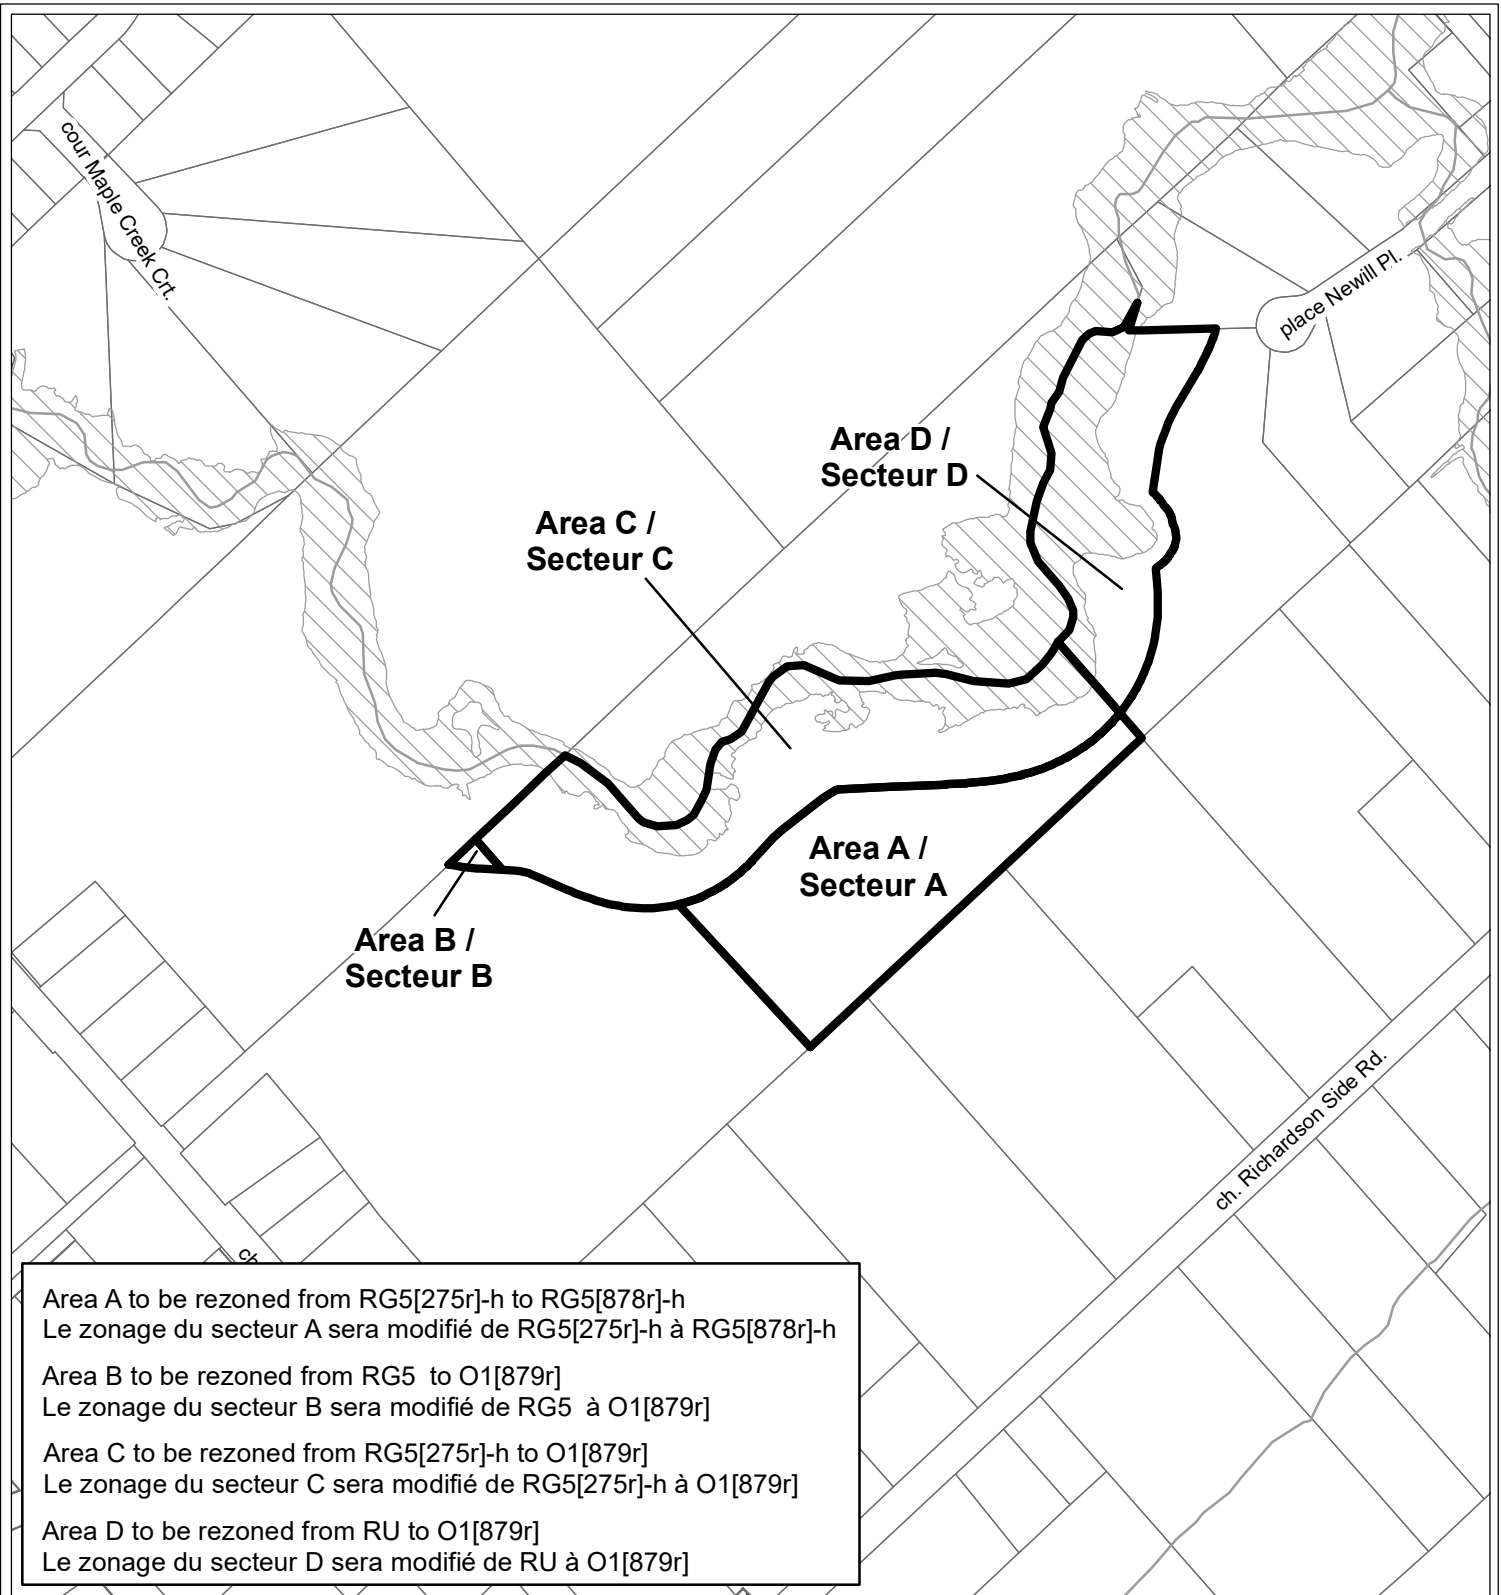 cour Maple Creek Crt.
place Newill Pl.
Area D /
Secteur D
Area C /
Secteur C
Area A /
Secteur A
Area B /
Secteur B
ch. Richardson Side Rd.
ch.
Area A to be rezoned from RG5[275r]-h to RG5[878r]-h
Le zonage du secteur A sera modifié de RG5[275r]-h à RG5[878r]-h
Area B to be rezoned from RG5  to O1[879r]
Le zonage du secteur B sera modifié de RG5  à O1[879r]
Area C to be rezoned from RG5[275r]-h to O1[879r]
Le zonage du secteur C sera modifié de RG5[275r]-h à O1[879r]
Area D to be rezoned from RU to O1[879r]
Le zonage du secteur D sera modifié de RU à O1[879r]